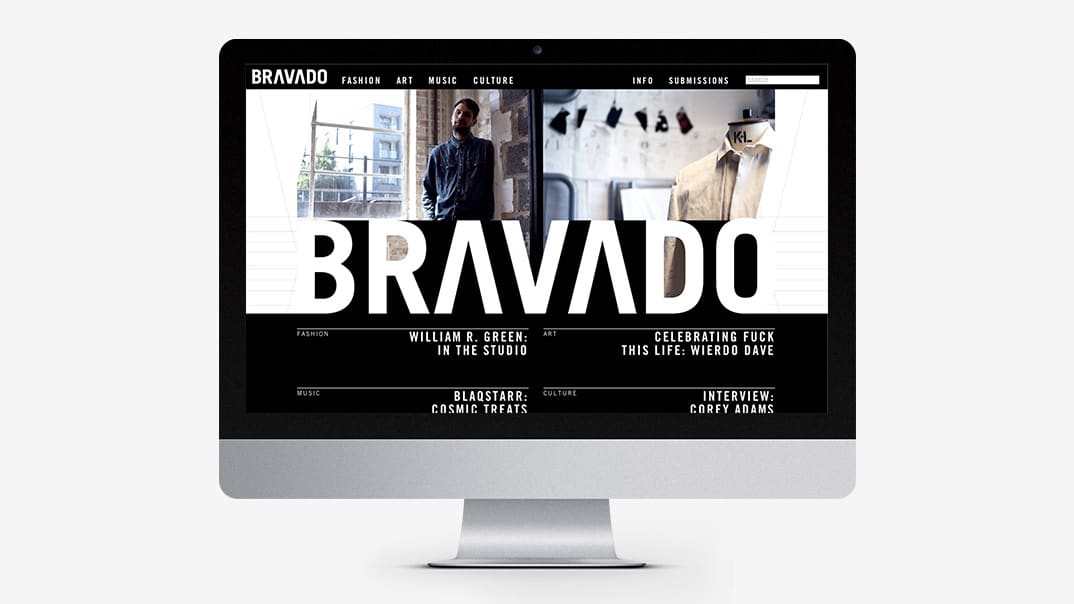 BRAVADO
FASHION ART MUSIC CULTURE
INFO SUBMISSIONS
SEARCH
K·L
BRAVADO
FASHION
WILLIAM R. GREEN:
IN THE STUDIO
ART
CELEBRATING FUCK
THIS LIFE: WIERDO DAVE
MUSIC
BLAQSTARR:
COSMIC TREATS
CULTURE
INTERVIEW:
COREY ADAMS